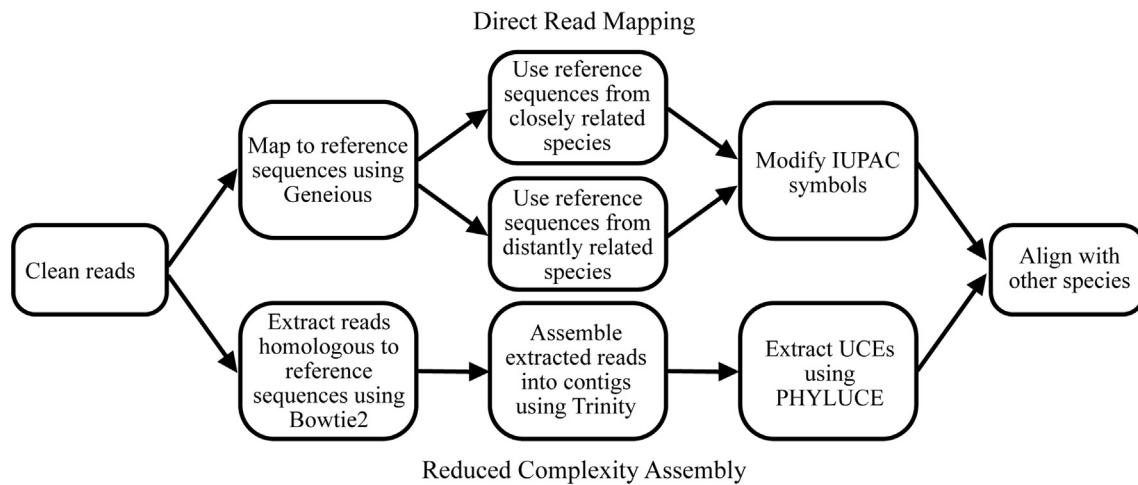 Direct Read Mapping
Clean reads
Map to reference
sequences using
Geneious
Use reference
sequences from
closely related
species
Use reference
sequences from
distantly related
species
Modify IUPAC
symbols
Extract reads
homologous to
reference
sequences using
Bowtie2
Assemble
extracted reads
into contigs
using Trinity
Extract UCEs
using
PHYLUCE
Align with
other species
Reduced Complexity Assembly